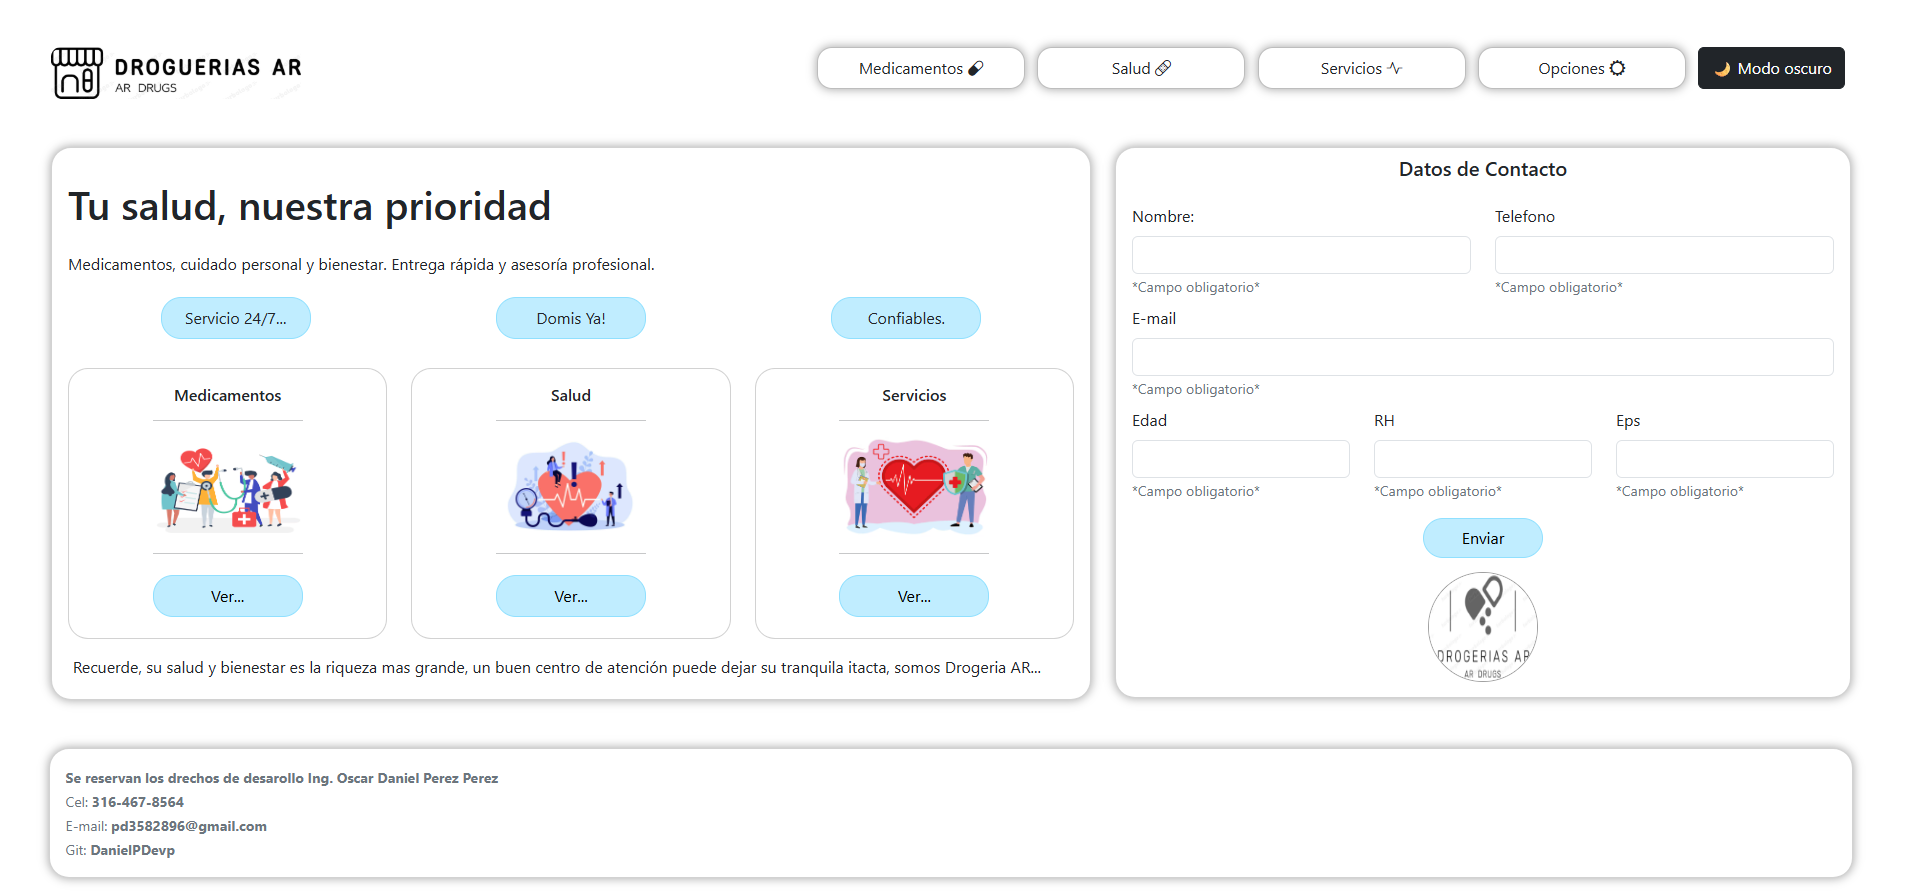 DROGUERIAS AR
AR DRUGS
Medicamentos
Salud
Servicios
Opciones
Modo oscuro
Tu salud, nuestra prioridad
Medicamentos, cuidado personal y bienestar. Entrega rápida y asesoría profesional.
Servicio 24/7...
Domis Ya!
Confiables.
Medicamentos
Ver...
Salud
Ver...
Servicios
Ver...
Recuerde, su salud y bienestar es la riqueza mas grande, un buen centro de atención puede dejar su tranquila itacta, somos Drogeria AR...
Datos de Contacto
Nombre:
*Campo obligatorio*
Telefono
*Campo obligatorio*
E-mail
*Campo obligatorio*
Edad
*Campo obligatorio*
RH
*Campo obligatorio*
Eps
*Campo obligatorio*
Enviar
DROGERIAS AR
AR DRUGS
Se reservan los drechos de desarollo Ing. Oscar Daniel Perez Perez
Cel: 316-467-8564
E-mail: pd3582896@gmail.com
Git: DanielPDevp